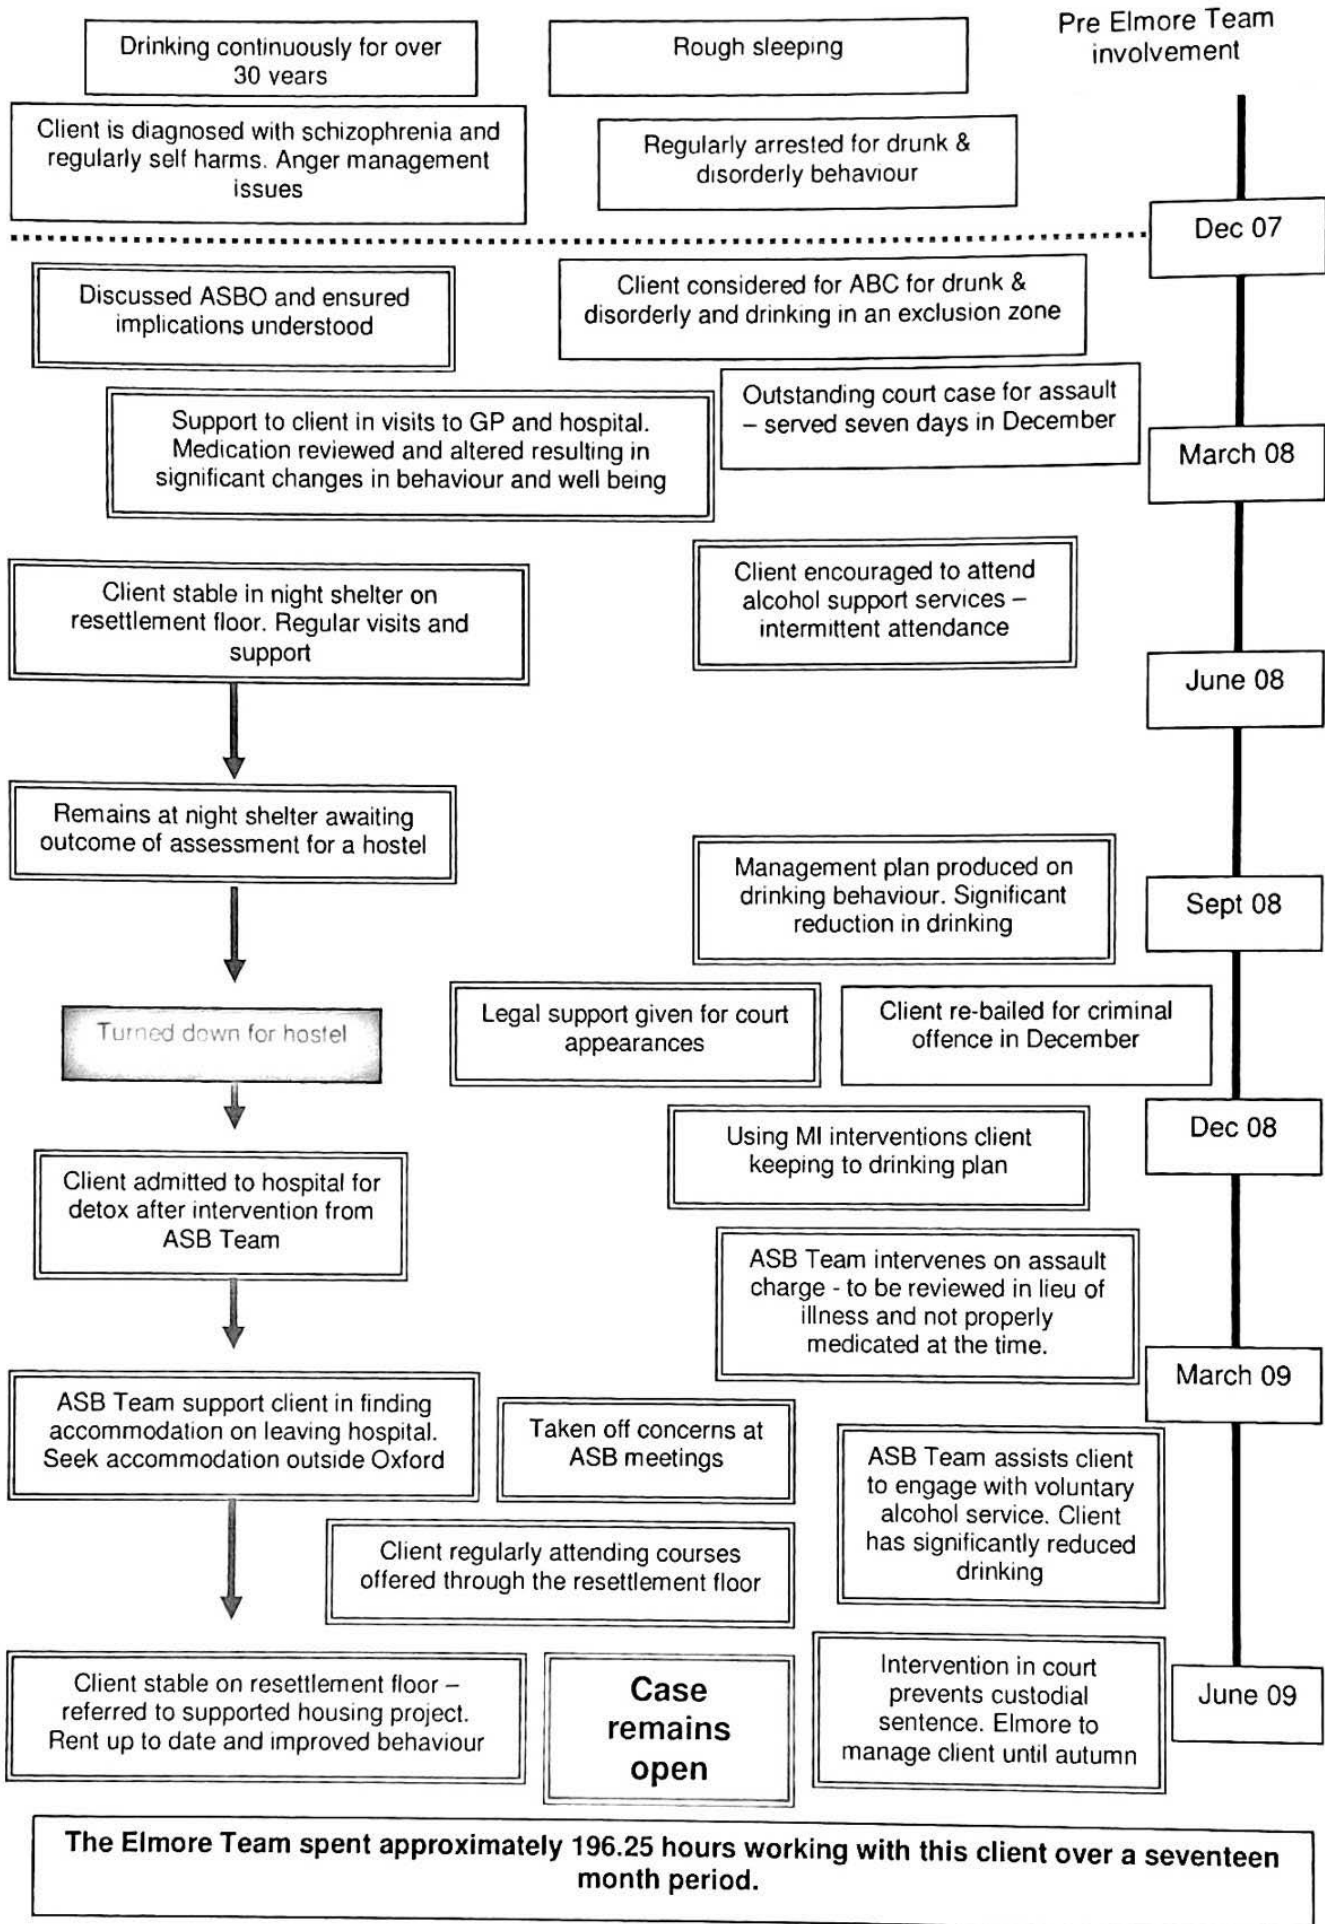 Pre Elmore Team
involvement
Drinking continuously for over
30 years
Rough sleeping
Client is diagnosed with schizophrenia and
regularly self harms. Anger management
issues
Regularly arrested for drunk &
disorderly behaviour
Dec 07
Discussed ASBO and ensured
implications understood
Client considered for ABC for drunk &
disorderly and drinking in an exclusion zone
Support to client in visits to GP and hospital.
Medication reviewed and altered resulting in
significant changes in behaviour and well being
Outstanding court case for assault
– served seven days in December
March 08
Client stable in night shelter on
resettlement floor. Regular visits and
support
Client encouraged to attend
alcohol support services –
intermittent attendance
June 08
Remains at night shelter awaiting
outcome of assessment for a hostel
Management plan produced on
drinking behaviour. Significant
reduction in drinking
Sept 08
Turned down for hostel
Legal support given for court
appearances
Client re-bailed for criminal
offence in December
Dec 08
Using MI interventions client
keeping to drinking plan
Client admitted to hospital for
detox after intervention from
ASB Team
ASB Team intervenes on assault
charge - to be reviewed in lieu of
illness and not properly
medicated at the time.
March 09
ASB Team support client in finding
accommodation on leaving hospital.
Seek accommodation outside Oxford
Taken off concerns at
ASB meetings
ASB Team assists client
to engage with voluntary
alcohol service. Client
has significantly reduced
drinking
Client regularly attending courses
offered through the resettlement floor
Client stable on resettlement floor –
referred to supported housing project.
Rent up to date and improved behaviour
Case
remains
open
Intervention in court
prevents custodial
sentence. Elmore to
manage client until autumn
June 09
The Elmore Team spent approximately 196.25 hours working with this client over a seventeen
month period.